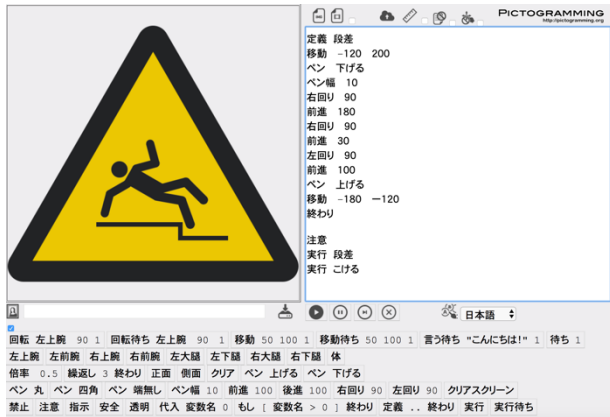 PICTOGRAMMING
http://pictogramming.org
定義 段差
移動 -120 200
ペン 下げる
ペン幅 10
右回り 90
前進 180
右回り 90
前進 30
左回り 90
前進 100
ペン 上げる
移動 -180 ー120
終わり
注意
実行 段差
実行 こける
日本語
回転 左上腕 90 1 回転待ち 左上腕 90 1 移動 50 100 1 移動待ち 50 100 1 言う待ち "こんにちは!" 1 待ち 1
左上腕 左前腕 右上腕 右前腕 左大腿 左下腿 右大腿 右下腿 体
倍率 0.5 繰返し 3 終わり 正面 側面 クリア ペン 上げる ペン 下げる
ペン 丸 ペン 四角 ペン 端無し ペン幅 10 前進 100 後進 100 右回り 90 左回り 90 クリアスクリーン
禁止 注意 指示 安全 透明 代入 変数名 0 もし [ 変数名 > 0 ] 終わり 定義 .. 終わり 実行 実行待ち